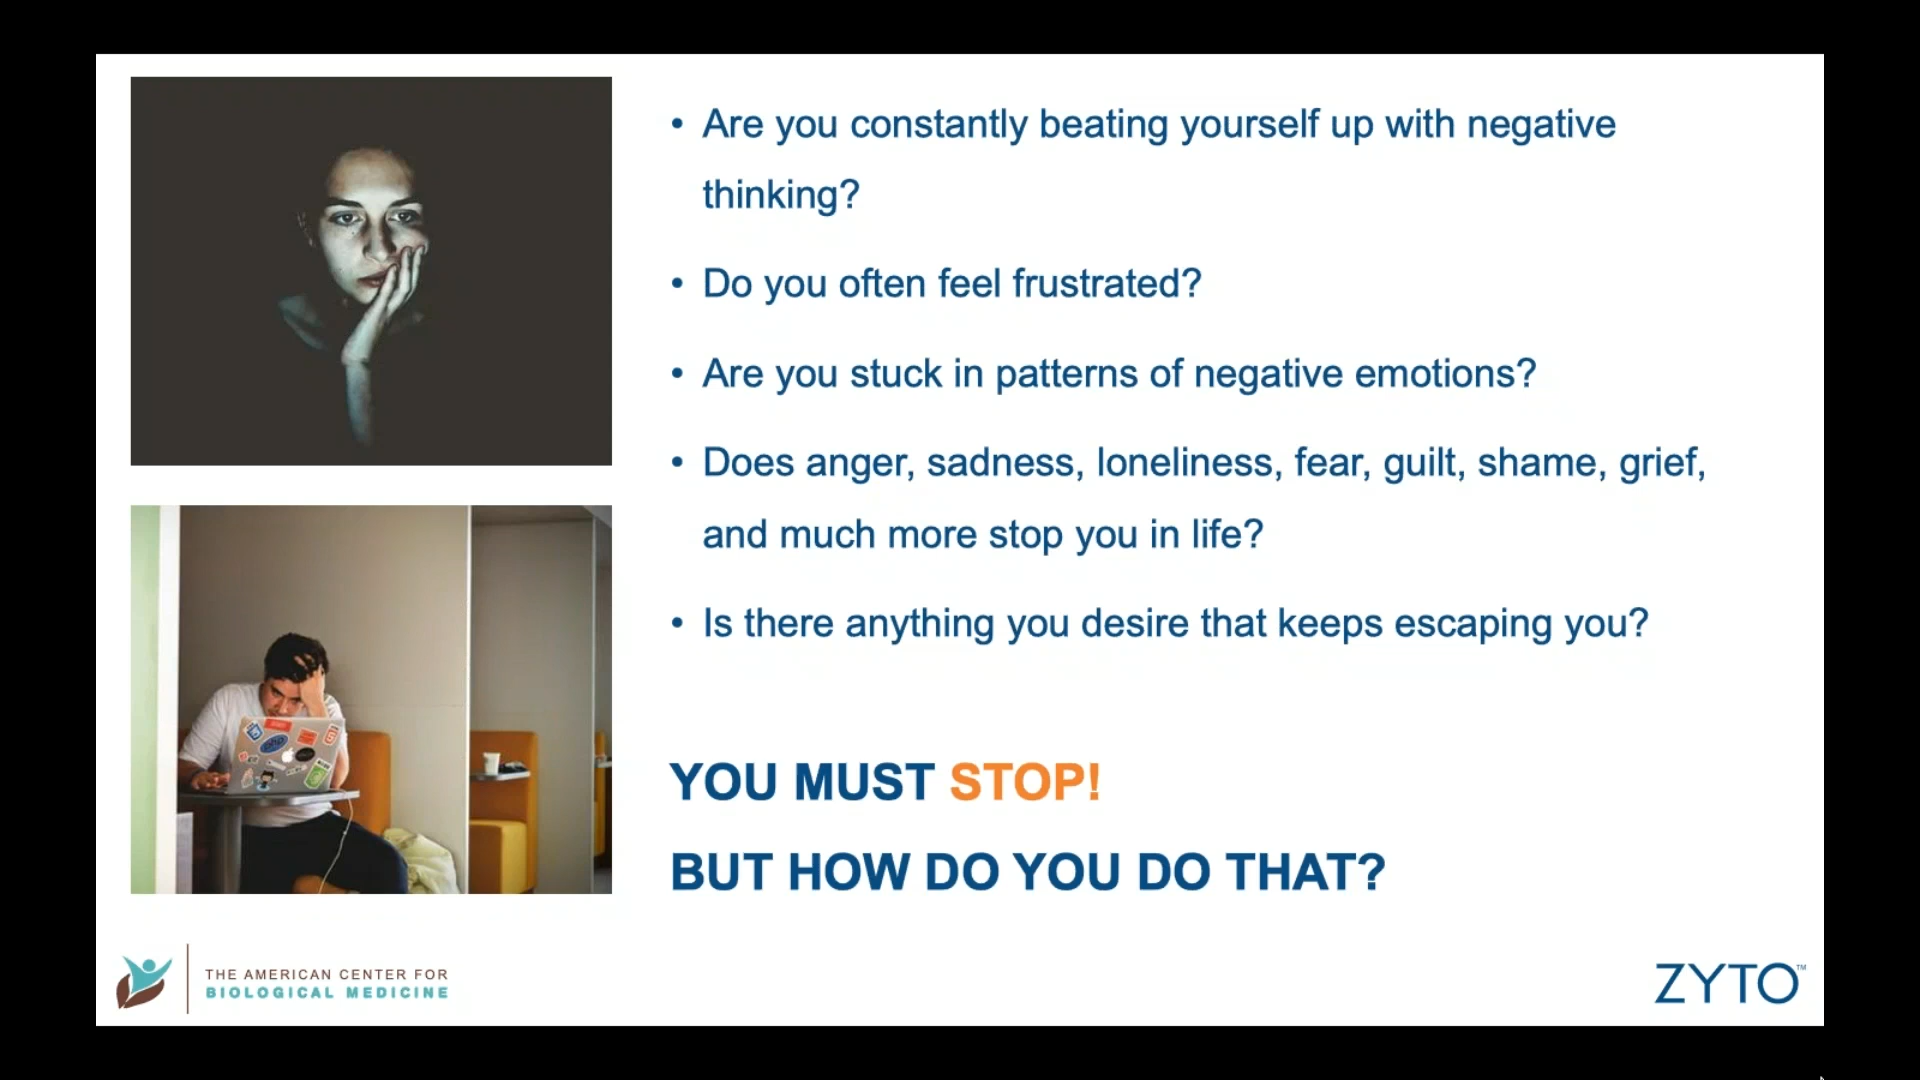 • Are you constantly beating yourself up with negative
thinking?
• Do you often feel frustrated?
• Are you stuck in patterns of negative emotions?
• Does anger, sadness, loneliness, fear, guilt, shame, grief,
and much more stop you in life?
• Is there anything you desire that keeps escaping you?
YOU MUST STOP!
BUT HOW DO YOU DO THAT?
THE AMERICAN CENTER FOR
BIOLOGICAL MEDICINE
ZYTO™